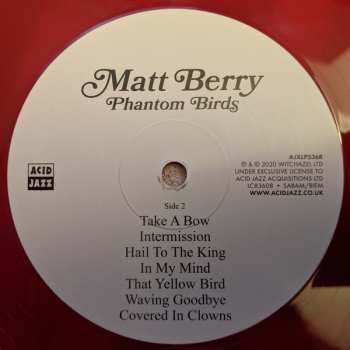 Matt Berry
Phantom Birds
AJXLP536R
℗ & © 2020 WITCHAZEL LTD
UNDER EXCLUSIVE LICENSE TO
ACID JAZZ ACQUISITIONS LTD
LC83608 • SABAM/BIEM
WWW.ACIDJAZZ.CO.UK
ACID
JAZZ
Side 2
Take A Bow
Intermission
Hail To The King
In My Mind
That Yellow Bird
Waving Goodbye
Covered In Clowns